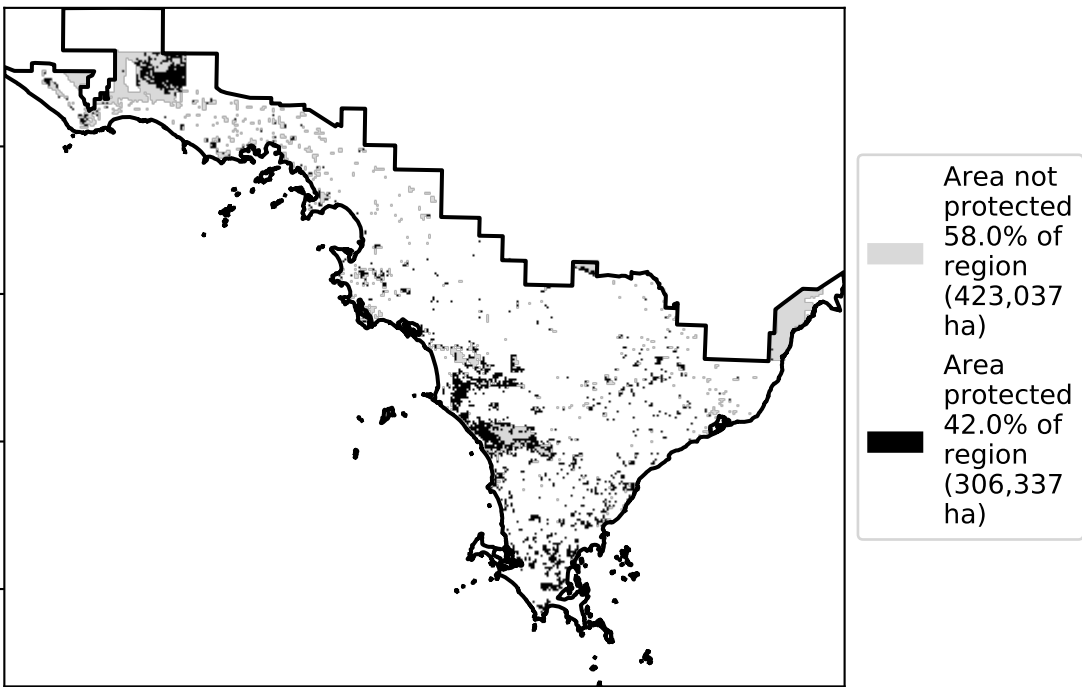 Area not
protected
58.0% of
region
(423,037
ha)
Area
protected
42.0% of
region
(306,337
ha)